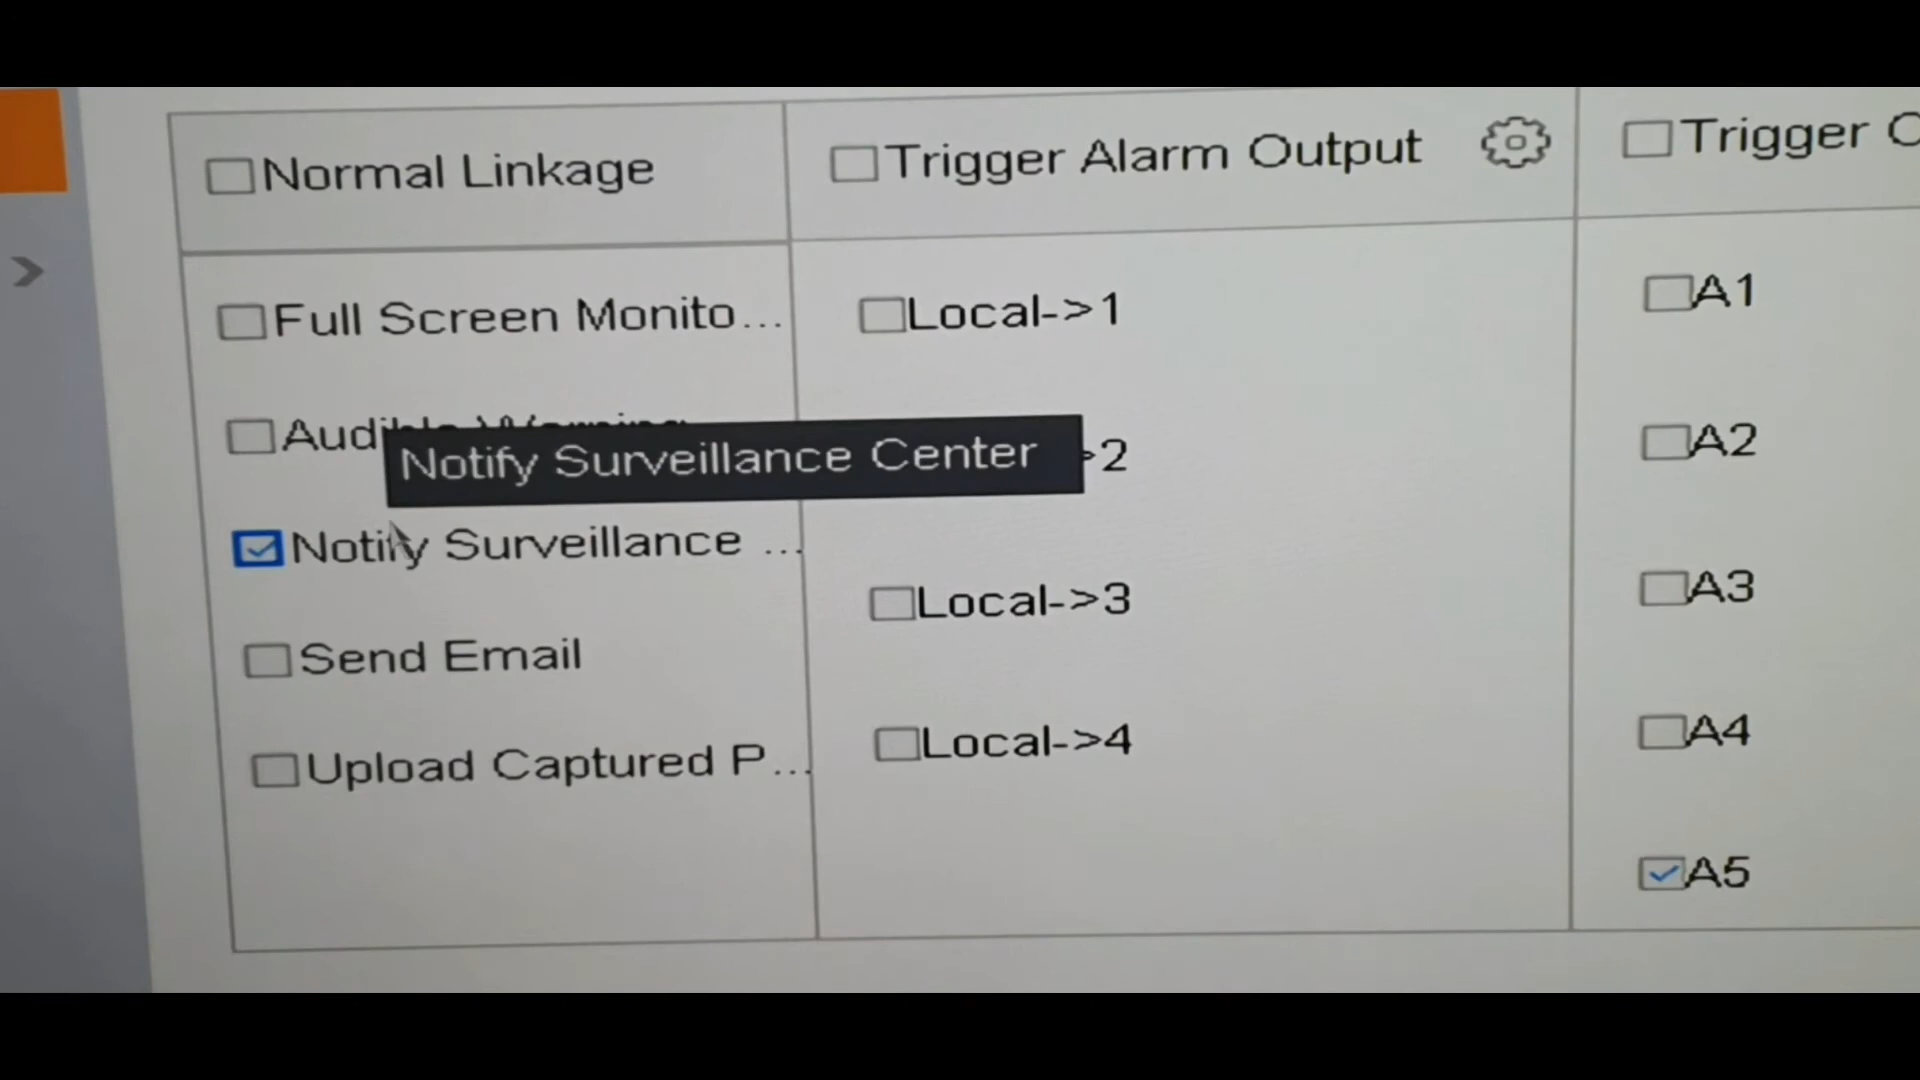 Normal Linkage
Trigger Alarm Output
Trigger
Full Screen Monito...
Local->1
A1
Notify Surveillance Center
2
A2
Notify Surveillance ...
Local->3
A3
Send Email
Local->4
A4
Upload Captured P...
A5